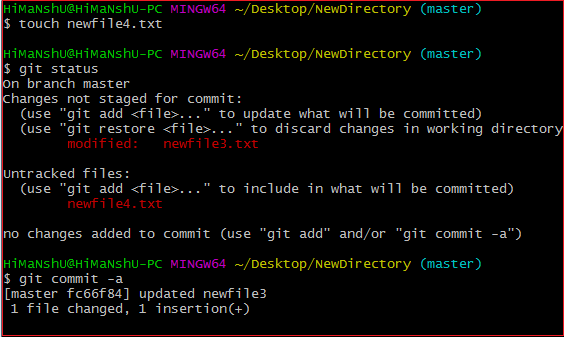 HiMaNshU@HiMaNshU-PC MINGW64 ~/Desktop/NewDirectory (master)
$ touch newfile4.txt
HiMaNshU@HiMaNshU-PC MINGW64 ~/Desktop/NewDirectory (master)
$ git status
On branch master
Changes not staged for commit:
  (use "git add <file>..." to update what will be committed)
  (use "git restore <file>..." to discard changes in working directory
        modified:   newfile3.txt
Untracked files:
  (use "git add <file>..." to include in what will be committed)
        newfile4.txt
no changes added to commit (use "git add" and/or "git commit -a")
HiMaNshU@HiMaNshU-PC MINGW64 ~/Desktop/NewDirectory (master)
$ git commit -a
[master fc66f84] updated newfile3
 1 file changed, 1 insertion(+)